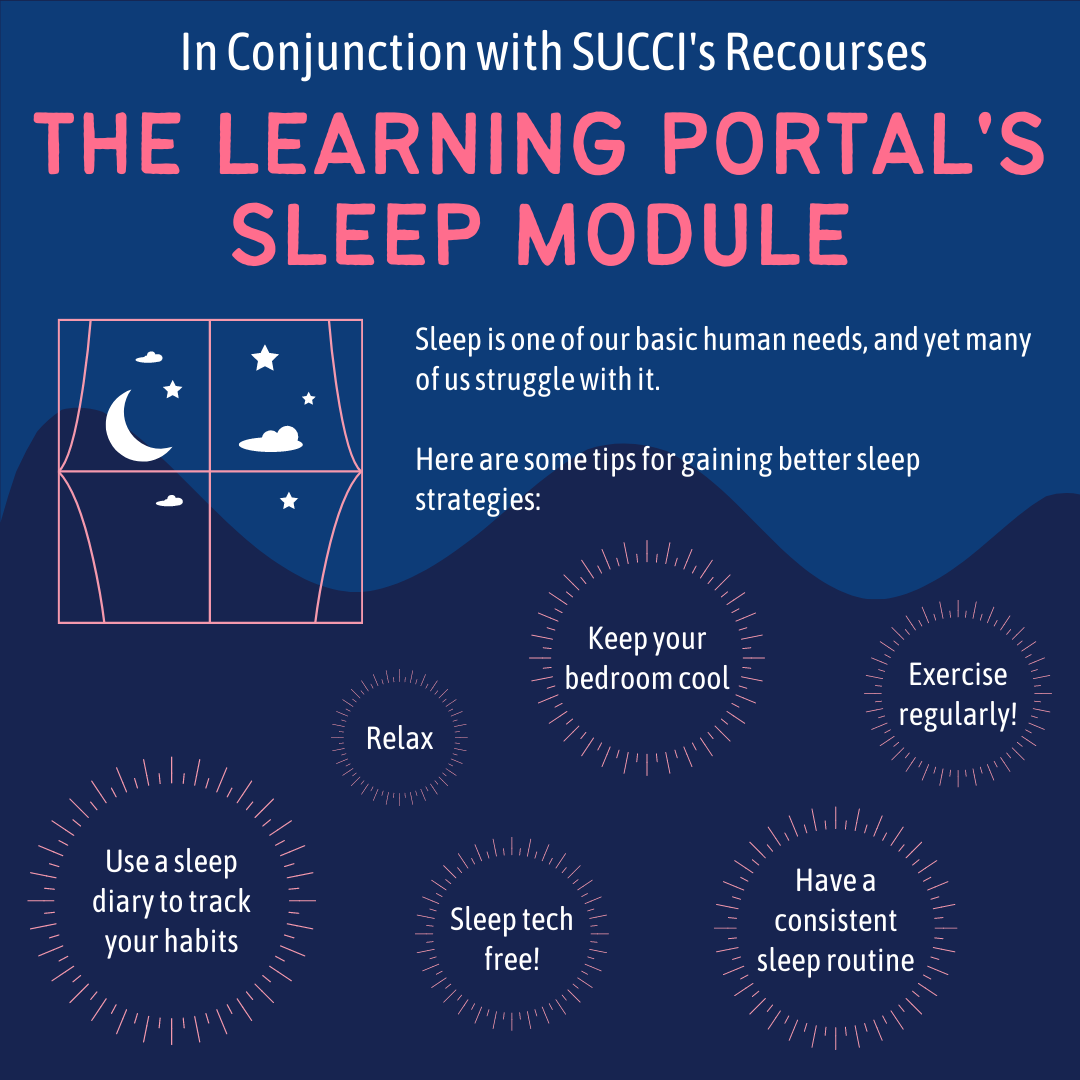 In Conjunction with SUCCI's Recourses
THE LEARNING PORTAL'S
SLEEP MODULE
Sleep is one of our basic human needs, and yet many
of us struggle with it.
Here are some tips for gaining better sleep
strategies:
Keep your
bedroom cool
Exercise
regularly!
Relax
Use a sleep
diary to track
your habits
Sleep tech
free!
Have a
consistent
sleep routine